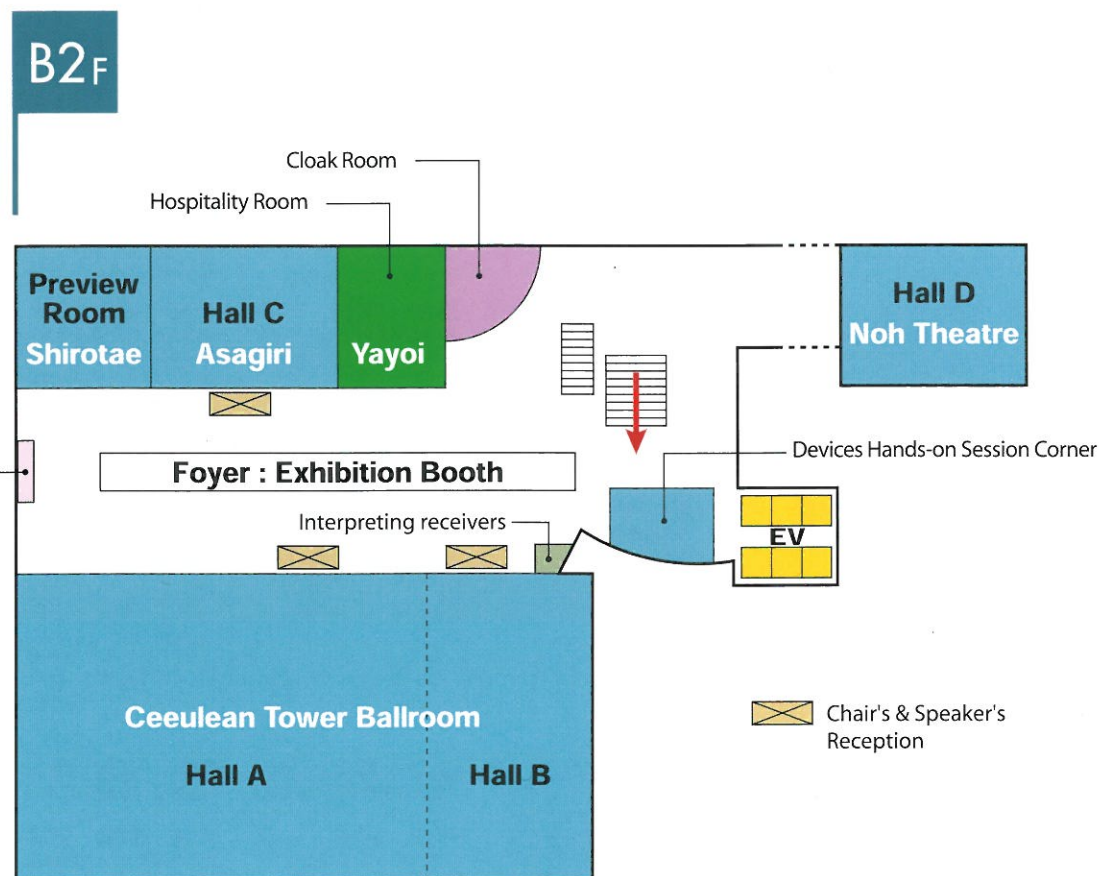 B2F
Cloak Room
Hospitality Room
Preview
Room
Shirotae
Hall C
Asagiri
Yayoi
Hall D
Noh Theatre
Devices Hands-on Session Corner
Foyer : Exhibition Booth
Interpreting receivers
EV
Ceeulean Tower Ballroom
Hall A
Hall B
Chair's & Speaker's
Reception